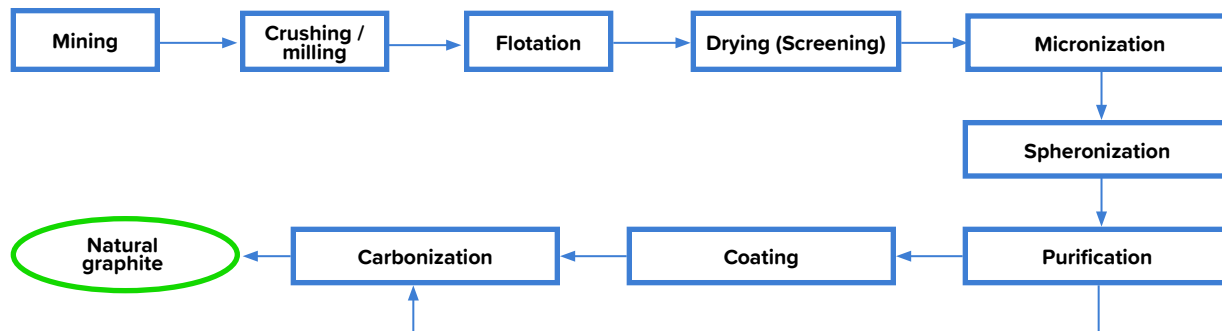 Mining
Crushing /
milling
Flotation
Drying (Screening)
Micronization
Spheronization
Natural
graphite
Carbonization
Coating
Purification